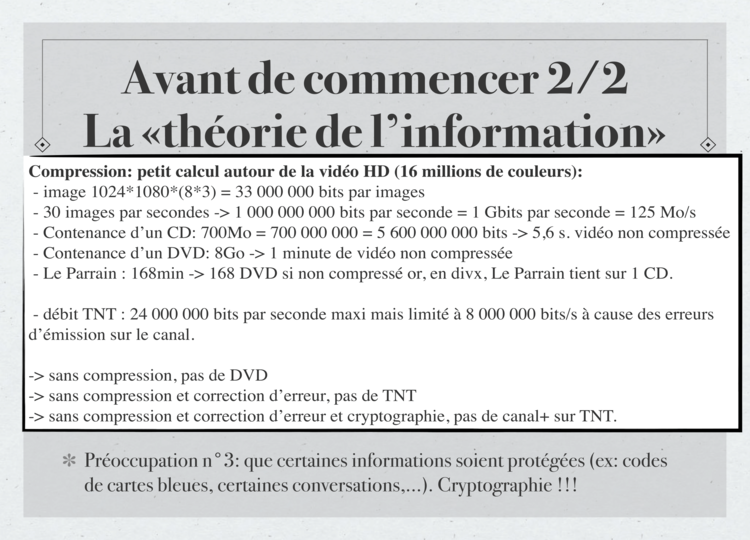 Avant de commencer 2/2
La «théorie de l’information»
Compression: petit calcul autour de la vidéo HD (16 millions de couleurs):
- image 1024*1080*(8*3) = 33 000 000 bits par images
- 30 images par secondes -> 1 000 000 000 bits par seconde = 1 Gbits par seconde = 125 Mo/s
- Contenance d’un CD: 700Mo = 700 000 000 = 5 600 000 000 bits -> 5,6 s. vidéo non compressée
- Contenance d’un DVD: 8Go -> 1 minute de vidéo non compressée
- Le Parrain : 168min -> 168 DVD si non compressé or, en divx, Le Parrain tient sur 1 CD.
- débit TNT : 24 000 000 bits par seconde maxi mais limité à 8 000 000 bits/s à cause des erreurs
d’émission sur le canal.
-> sans compression, pas de DVD
-> sans compression et correction d’erreur, pas de TNT
-> sans compression et correction d’erreur et cryptographie, pas de canal+ sur TNT.
✻ Préoccupation n°3: que certaines informations soient protégées (ex: codes
de cartes bleues, certaines conversations,...). Cryptographie !!!